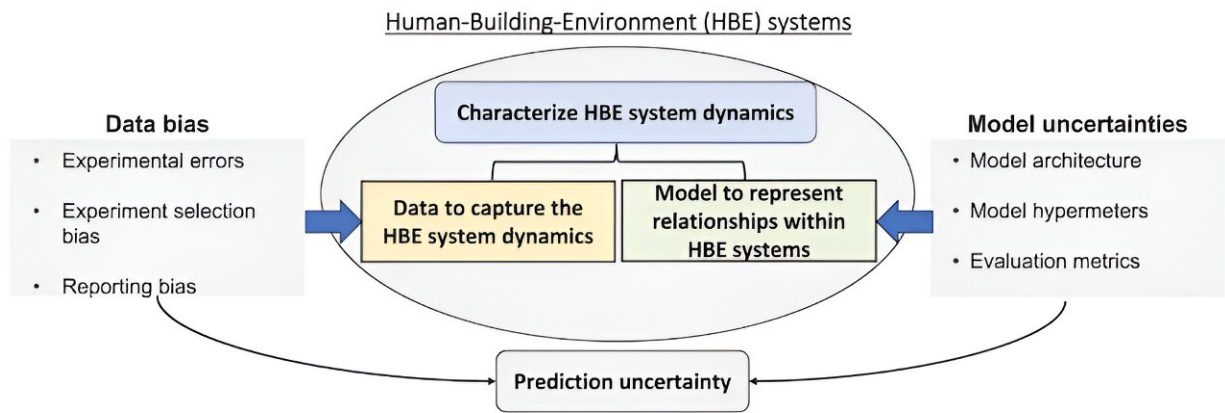 Human-Building-Environment (HBE) systems
Characterize HBE system dynamics
Data bias
• Experimental errors
• Experiment selection
bias
• Reporting bias
Data to capture the
HBE system dynamics
Model to represent
relationships within
HBE systems
Model uncertainties
• Model architecture
• Model hypermeters
• Evaluation metrics
Prediction uncertainty